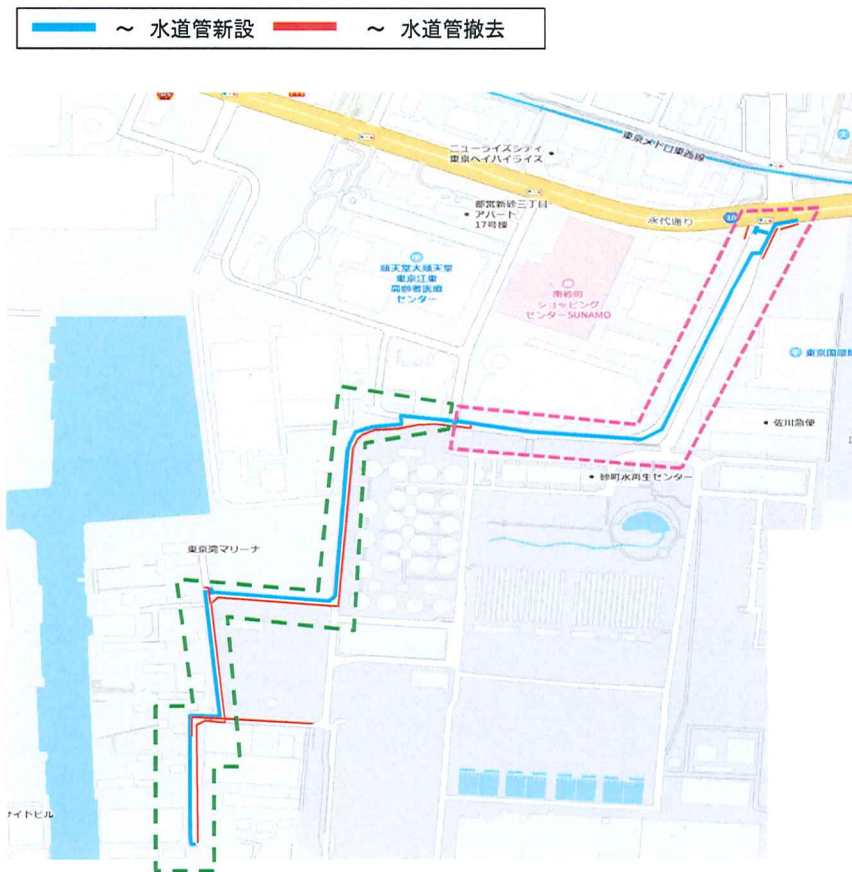 ～ 水道管新設
～ 水道管撤去
東京メトロ東西線
ニューライズシティ
東京ベイハイライズ
都営新砂三丁目
アパート
17号棟
永代通り
10
順天堂大順天堂
東京江東
高齢者医療
センター
南砂町
ショッピング
センターSUNAMO
東京国際
佐川急便
砂町水再生センター
東京湾マリーナ
サイドビル